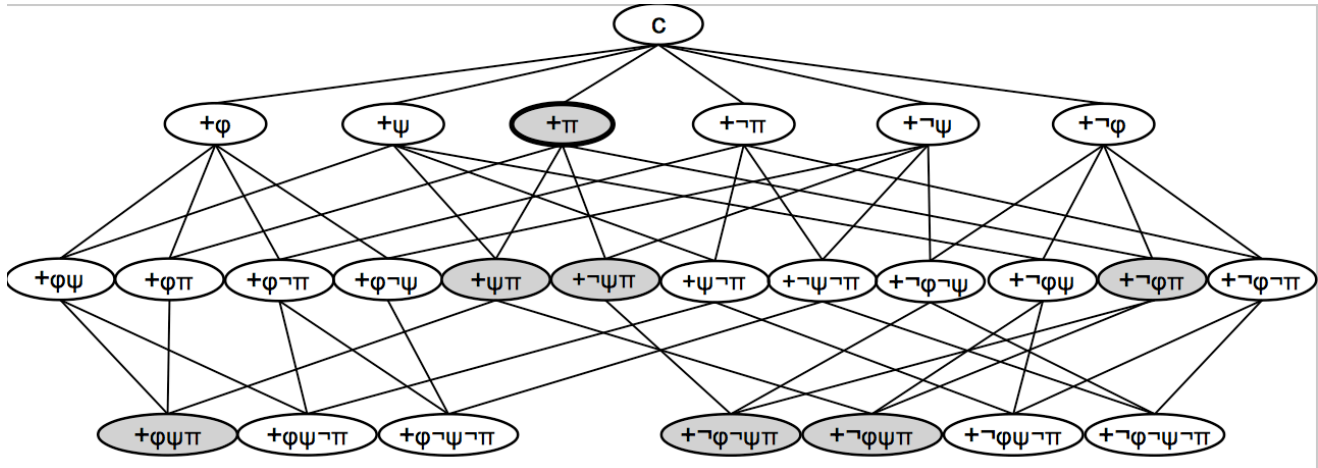 c
+φ +ψ +π +¬π +¬ψ +¬φ
+φψ +φπ +φ¬π +φ¬ψ +ψπ +¬ψπ +ψ¬π +¬ψ¬π +¬φ¬ψ +¬φψ +¬φπ +¬φ¬π
+φψπ +φψ¬π +φ¬ψ¬π +¬φ¬ψπ +¬φψπ +¬φψ¬π +¬φ¬ψ¬π